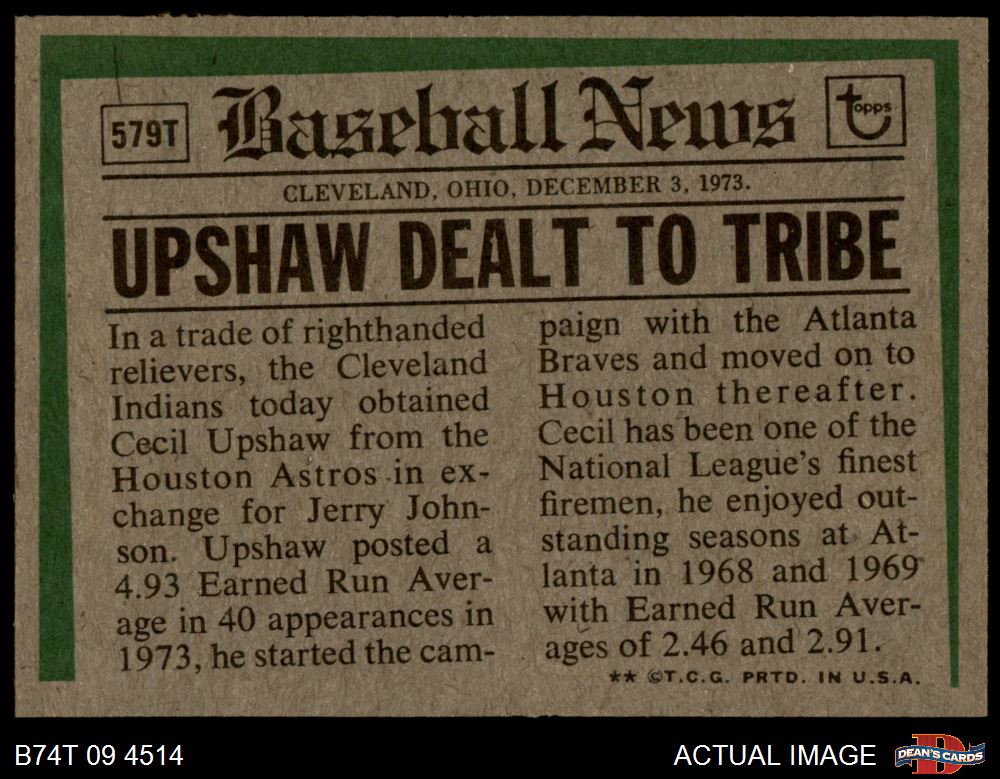 579T
Baseball News
topps
CLEVELAND, OHIO, DECEMBER 3, 1973.
UPSHAW DEALT TO TRIBE
In a trade of righthanded
relievers, the Cleveland
Indians today obtained
Cecil Upshaw from the
Houston Astros in ex-
change for Jerry John-
son. Upshaw posted a
4.93 Earned Run Aver-
age in 40 appearances in
1973, he started the cam-
paign with the Atlanta
Braves and moved on to
Houston thereafter.
Cecil has been one of the
National League's finest
firemen, he enjoyed out-
standing seasons at At-
lanta in 1968 and 1969
with Earned Run Aver-
ages of 2.46 and 2.91.
** ©T.C.G. PRTD. IN U.S.A.
B74T 09 4514
ACTUAL IMAGE
DEAN'S CARDS